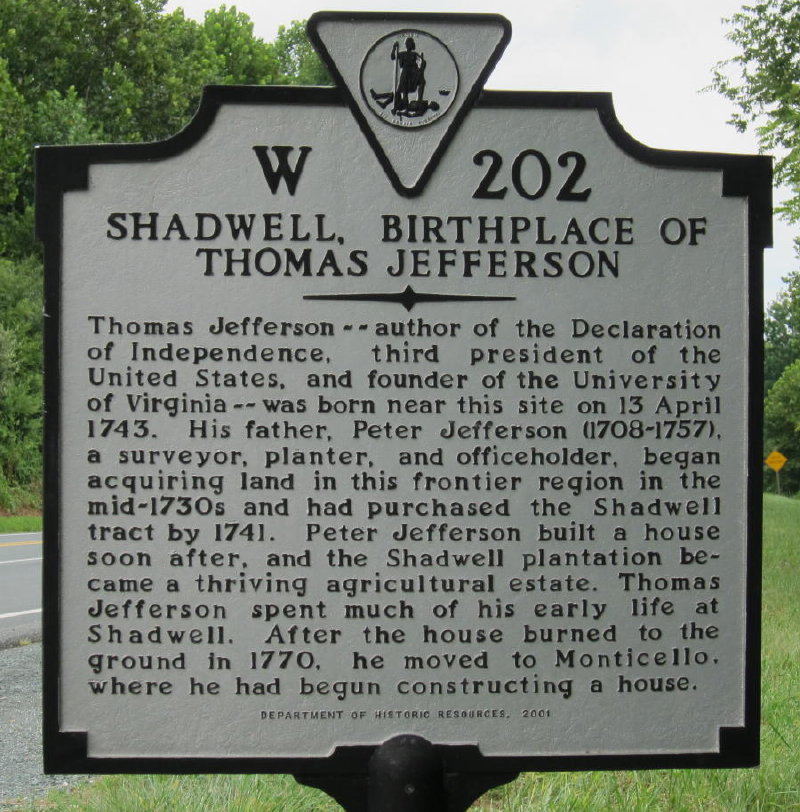 W 202
SHADWELL, BIRTHPLACE OF
THOMAS JEFFERSON
Thomas Jefferson -- author of the Declaration
of Independence, third president of the
United States, and founder of the University
of Virginia -- was born near this site on 13 April
1743. His father, Peter Jefferson (1708-1757),
a surveyor, planter, and officeholder, began
acquiring land in this frontier region in the
mid-1730s and had purchased the Shadwell
tract by 1741. Peter Jefferson built a house
soon after, and the Shadwell plantation be-
came a thriving agricultural estate. Thomas
Jefferson spent much of his early life at
Shadwell. After the house burned to the
ground in 1770, he moved to Monticello,
where he had begun constructing a house.
DEPARTMENT OF HISTORIC RESOURCES, 2001